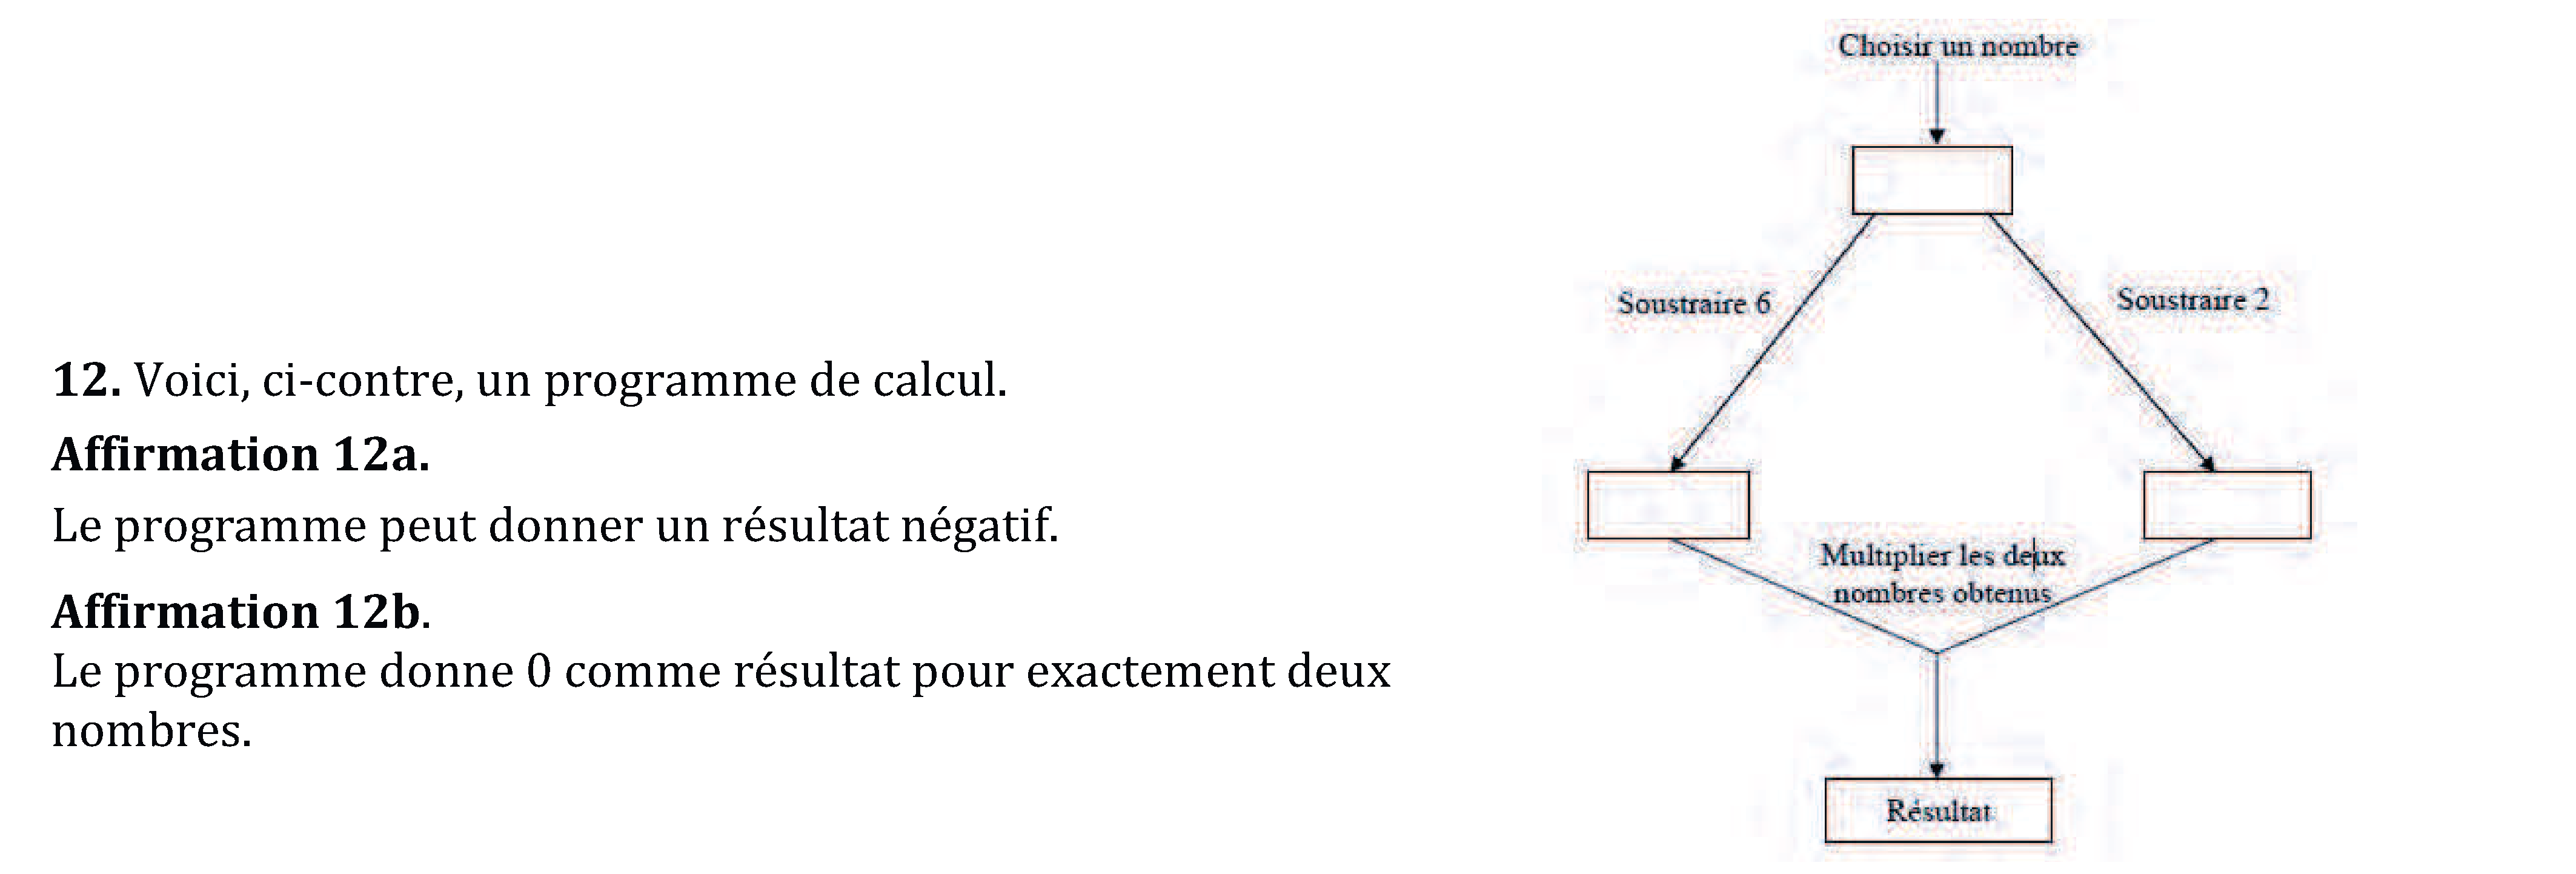 Choisir un nombre
Soustraire 6
Soustraire 2
12. Voici, ci-contre, un programme de calcul.
Affirmation 12a.
Le programme peut donner un résultat négatif.
Multiplier les deux
nombres obtenus
Affirmation 12b.
Le programme donne 0 comme résultat pour exactement deux
nombres.
Résultat